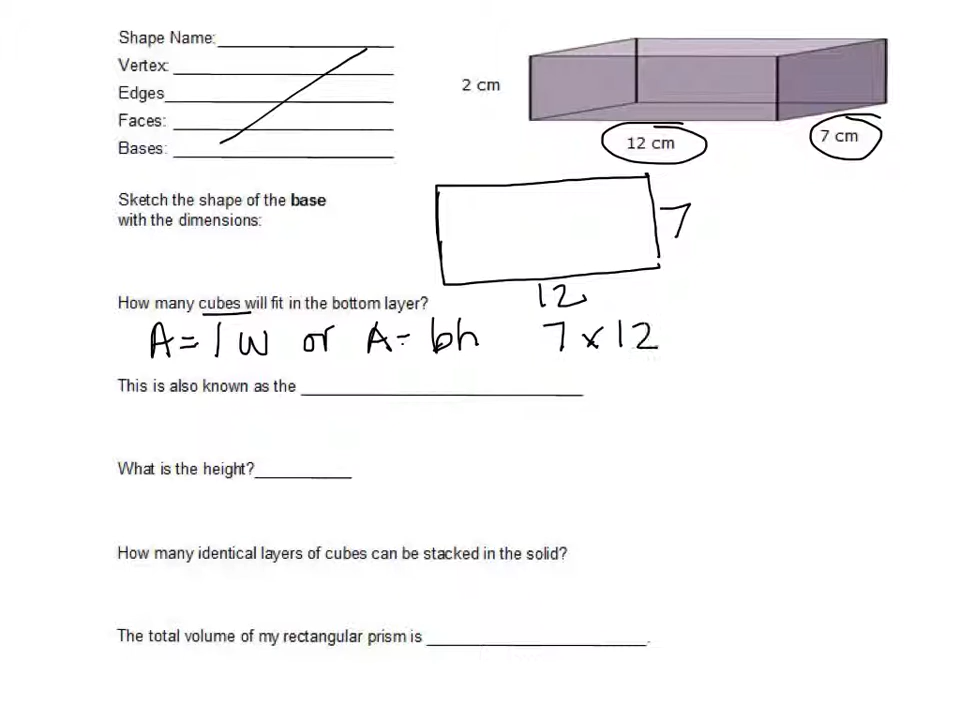 Shape Name:
Vertex:
Edges
Faces:
Bases:
2 cm
12 cm
7 cm
Sketch the shape of the base
with the dimensions:
7
12
How many cubes will fit in the bottom layer?
A = l w or A = bh 7 x 12
This is also known as the
What is the height?
How many identical layers of cubes can be stacked in the solid?
The total volume of my rectangular prism is .